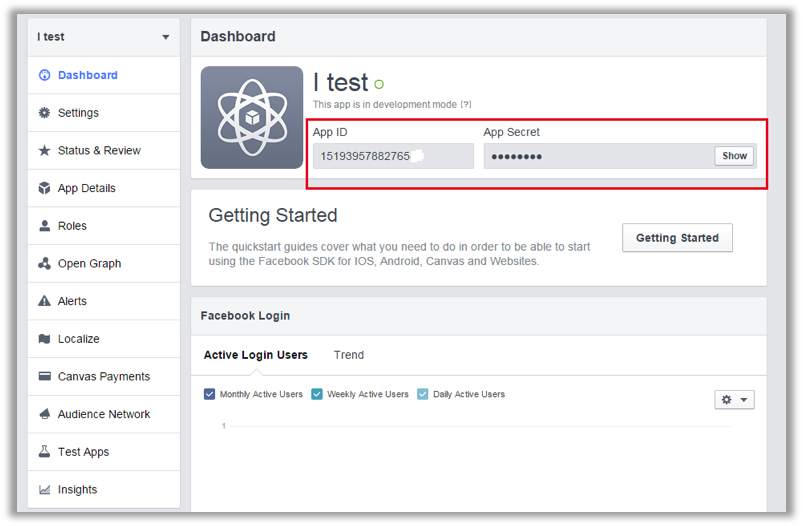 I test
Dashboard
Settings
Status & Review
App Details
Roles
Open Graph
Alerts
Localize
Canvas Payments
Audience Network
Test Apps
Insights
Dashboard
I test
This app is in development mode [?]
App ID
App Secret
15193957882765
●●●●●●●●
Show
Getting Started
The quickstart guides cover what you need to do in order to be able to start
using the Facebook SDK for IOS, Android, Canvas and Websites.
Getting Started
Facebook Login
Active Login Users
Trend
Monthly Active Users
Weekly Active Users
Daily Active Users
1